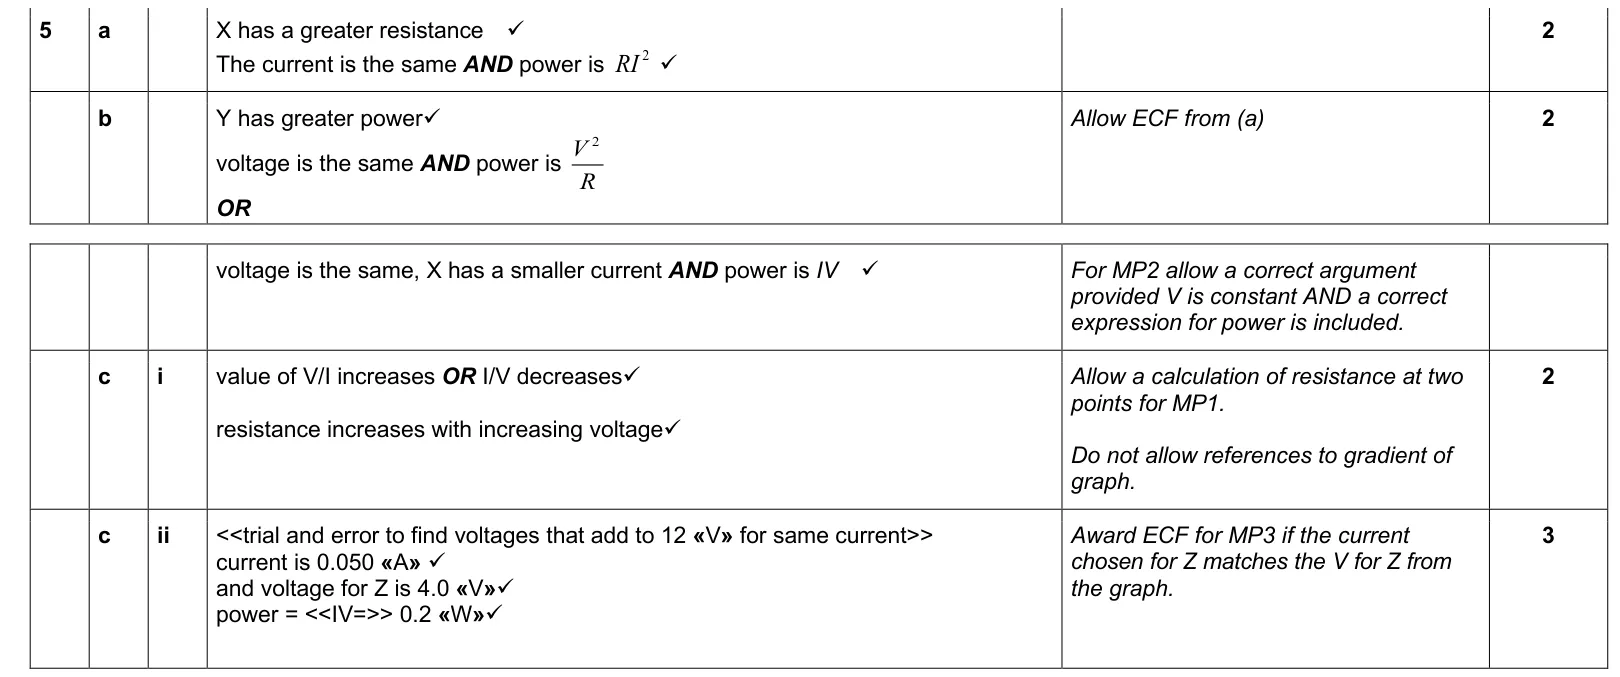 5 a X has a greater resistance ✓ 2
The current is the same AND power is RI² ✓
b Y has greater power✓ Allow ECF from (a) 2
voltage is the same AND power is V²/R
OR
voltage is the same, X has a smaller current AND power is IV ✓ For MP2 allow a correct argument
provided V is constant AND a correct
expression for power is included.
c i value of V/I increases OR I/V decreases✓ Allow a calculation of resistance at two 2
points for MP1.
resistance increases with increasing voltage✓
Do not allow references to gradient of
graph.
c ii <<trial and error to find voltages that add to 12 «V» for same current>> Award ECF for MP3 if the current 3
current is 0.050 «A» ✓ chosen for Z matches the V for Z from
and voltage for Z is 4.0 «V»✓ the graph.
power = <<IV=>> 0.2 «W»✓